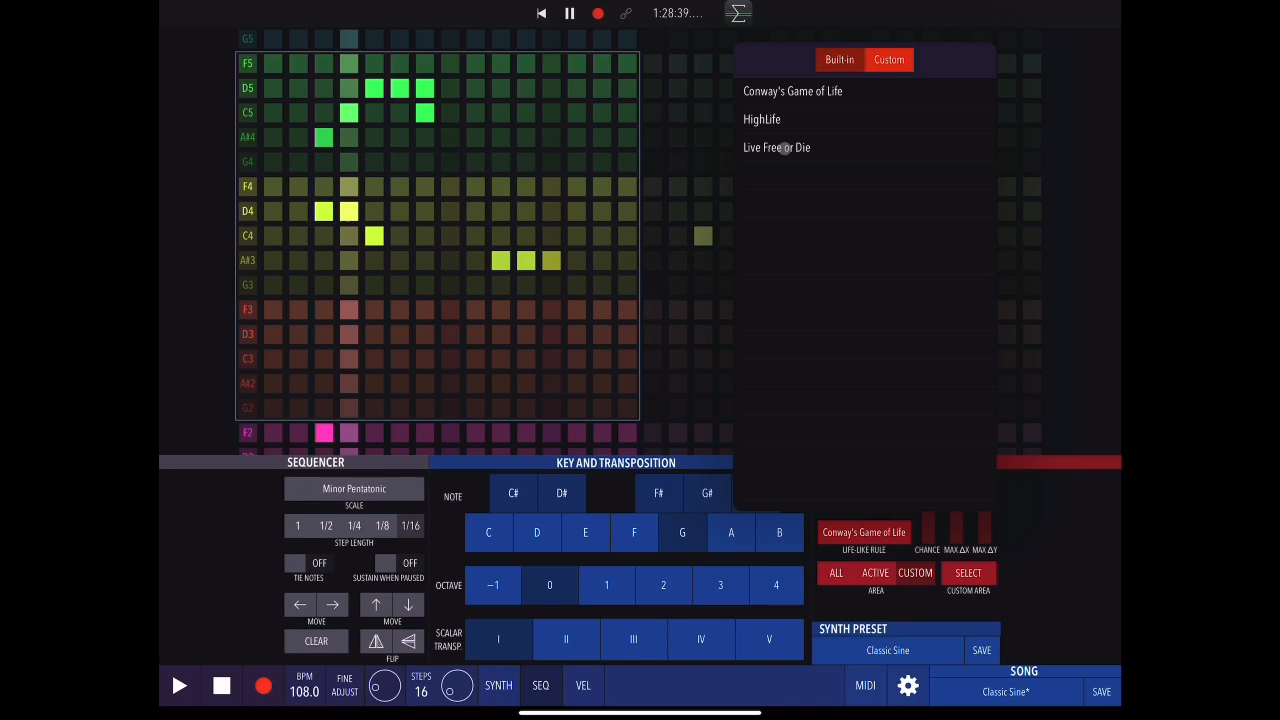 1:28:39....
G5
F5
D5
C5
A#4
G4
F4
D4
C4
A#3
G3
F3
D3
C3
A#2
G2
F2
Built-in Custom
Conway's Game of Life
HighLife
Live Free or Die
SEQUENCER
Minor Pentatonic
SCALE
1 1/2 1/4 1/8 1/16
STEP LENGTH
OFF OFF
TIE NOTES SUSTAIN WHEN PAUSED
← → ↑ ↓
MOVE MOVE
CLEAR
FLIP
KEY AND TRANSPOSITION
NOTE C# D# F# G#
C D E F G A B
OCTAVE −1 0 1 2 3 4
SCALAR
TRANSP.
I II III IV V
Conway's Game of Life
LIFE-LIKE RULE CHANCE MAX ΔX MAX ΔY
ALL ACTIVE CUSTOM SELECT
AREA CUSTOM AREA
SYNTH PRESET
Classic Sine SAVE
BPM
108.0
FINE
ADJUST
STEPS
16
SYNTH SEQ VEL
MIDI
SONG
Classic Sine* SAVE